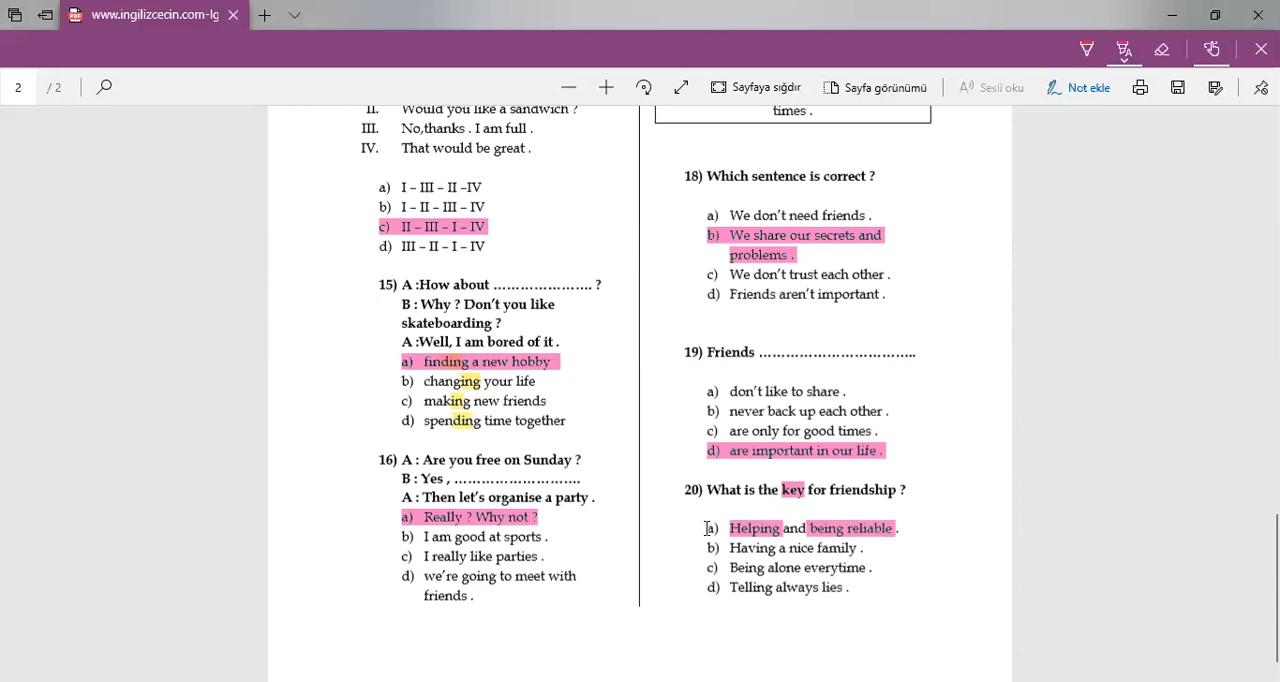 www.ingilizcecin.com-lg
2
/ 2
Sayfaya sığdır
Sayfa görünümü
Sesli oku
Not ekle
II. Would you like a sandwich ?
III. No,thanks . I am full .
IV. That would be great .
a) I – III – II –IV
b) I – II – III – IV
c) II – III – I – IV
d) III – II – I – IV
15) A :How about …………………. ?
B : Why ? Don't you like
skateboarding ?
A :Well, I am bored of it .
a) finding a new hobby
b) changing your life
c) making new friends
d) spending time together
16) A : Are you free on Sunday ?
B : Yes , ……………………….
A : Then let's organise a party .
a) Really ? Why not ?
b) I am good at sports .
c) I really like parties .
d) we're going to meet with
friends .
times .
18) Which sentence is correct ?
a) We don't need friends .
b) We share our secrets and
problems .
c) We don't trust each other .
d) Friends aren't important .
19) Friends ……………………………..
a) don't like to share .
b) never back up each other .
c) are only for good times .
d) are important in our life .
20) What is the key for friendship ?
a) Helping and being reliable .
b) Having a nice family .
c) Being alone everytime .
d) Telling always lies .